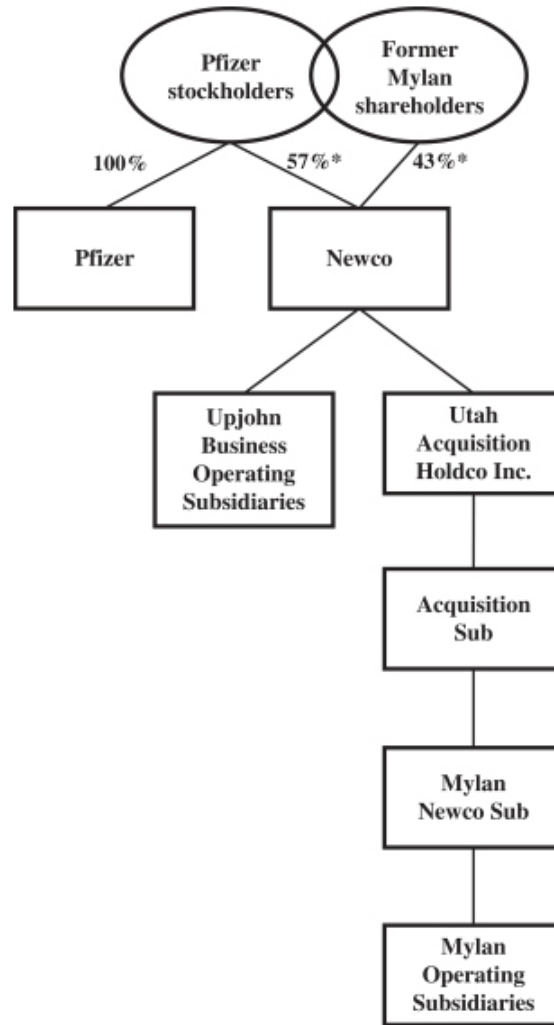 Pfizer
stockholders
Former
Mylan
shareholders
100%
57%*
43%*
Pfizer
Newco
Upjohn
Business
Operating
Subsidiaries
Utah
Acquisition
Holdco Inc.
Acquisition
Sub
Mylan
Newco Sub
Mylan
Operating
Subsidiaries